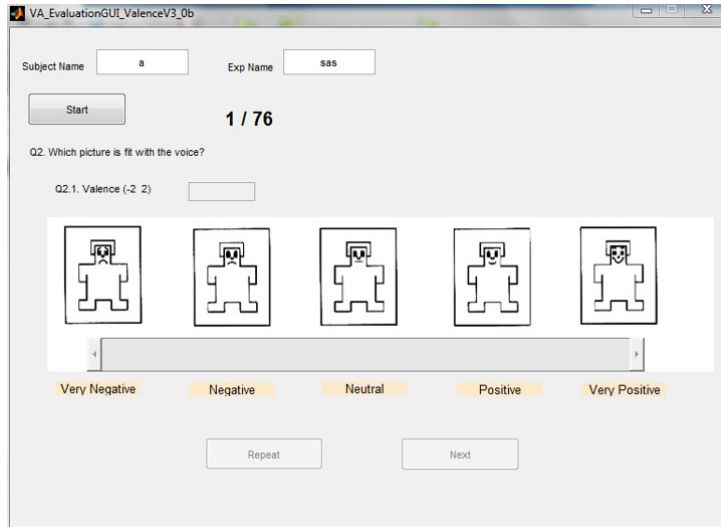 VA_EvaluationGUI_ValenceV3_0b
Subject Name a Exp Name sas
Start 1 / 76
Q2. Which picture is fit with the voice?
Q2.1. Valence (-2 2)
Very Negative Negative Neutral Positive Very Positive
Repeat Next